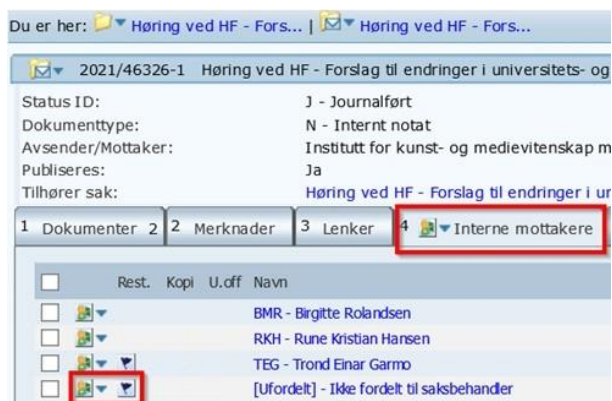 Du er her: Høring ved HF - Fors... | Høring ved HF - Fors...
2021/46326-1 Høring ved HF - Forslag til endringer i universitets- og
Status ID: J - Journalført
Dokumenttype: N - Internt notat
Avsender/Mottaker: Institutt for kunst- og medievitenskap m
Publiseres: Ja
Tilhører sak: Høring ved HF - Forslag til endringer i ur
1 Dokumenter 2 2 Merknader 3 Lenker 4 Interne mottakere
Rest. Kopi U.off Navn
BMR - Birgitte Rolandsen
RKH - Rune Kristian Hansen
TEG - Trond Einar Garmo
[Ufordelt] - Ikke fordelt til saksbehandler